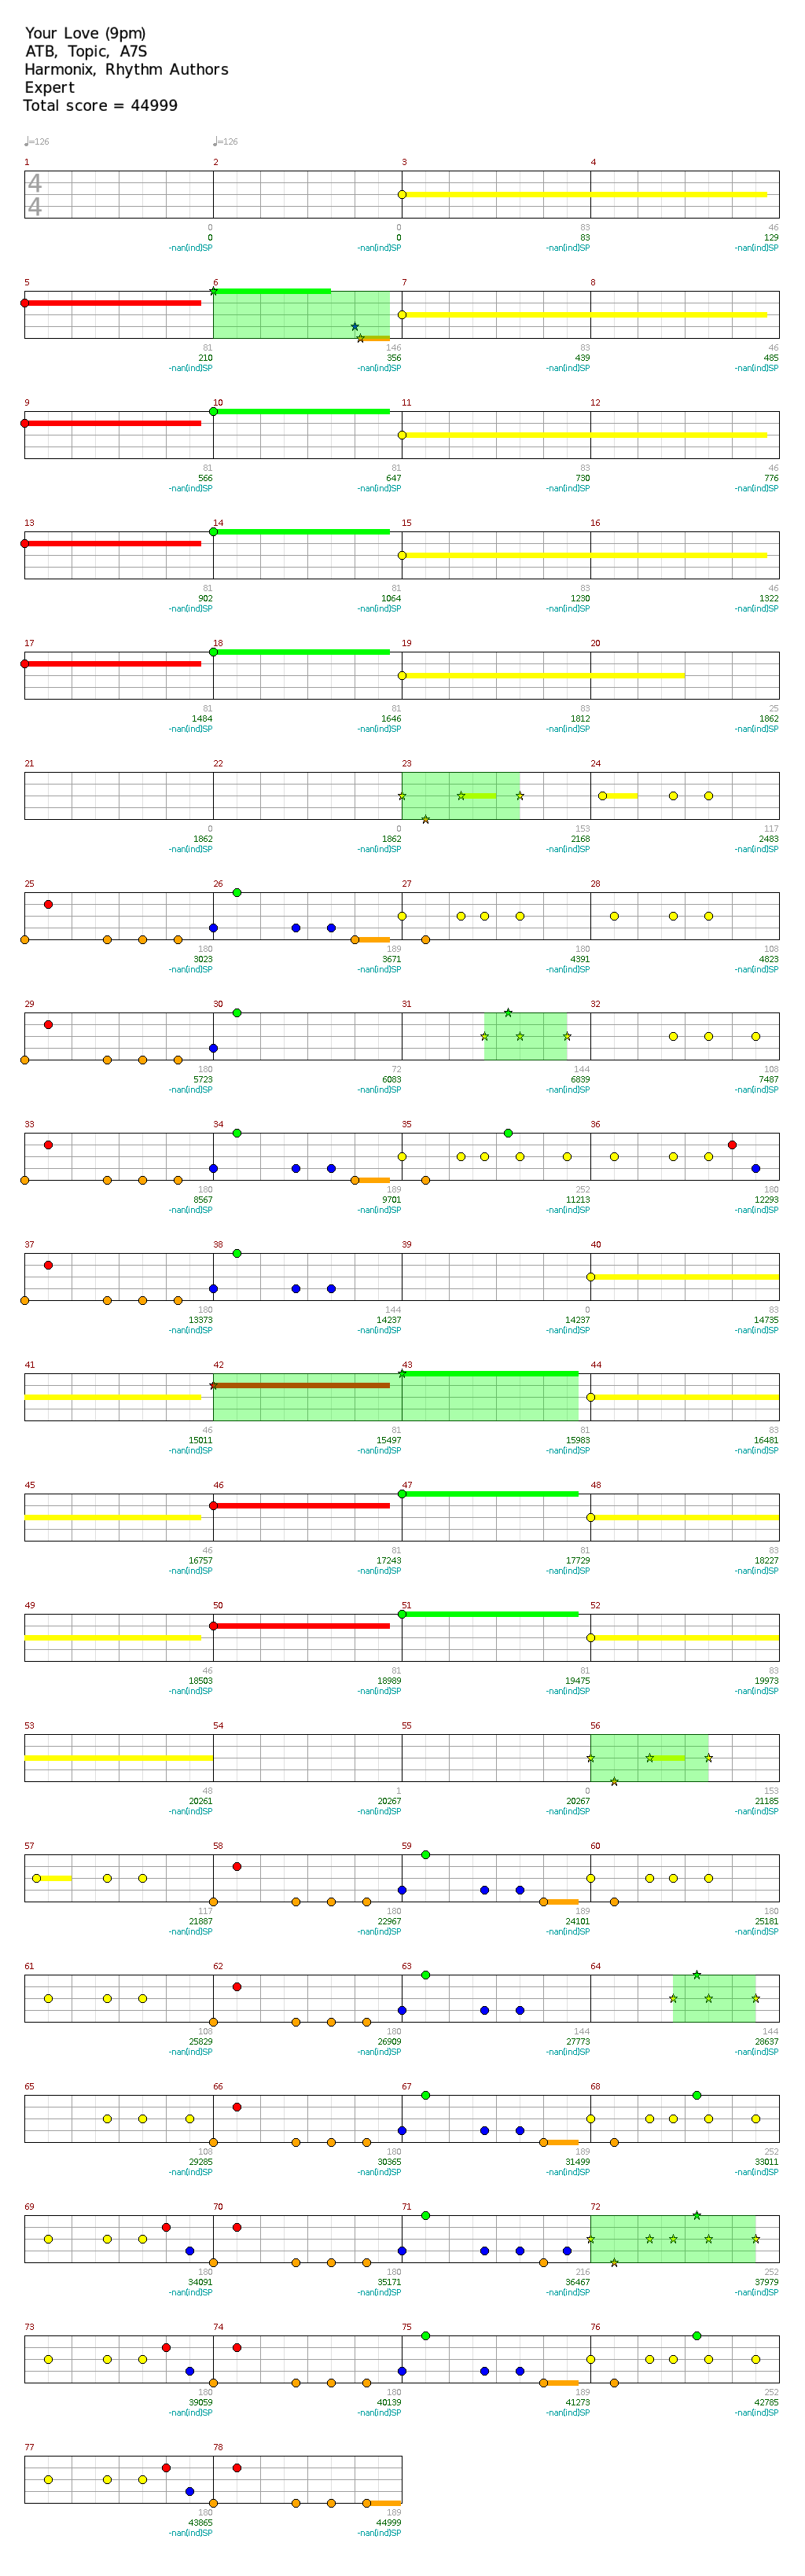 Your Love (9pm)
ATB, Topic, A7S
Harmonix, Rhythm Authors
Expert
Total score = 44999
♩=126 ♩=126
1 2 3 4
4
4
0 0 83 46
0 0 83 129
-nan(ind)SP -nan(ind)SP -nan(ind)SP -nan(ind)SP
5 6 7 8
81 146 83 46
210 356 439 485
-nan(ind)SP -nan(ind)SP -nan(ind)SP -nan(ind)SP
9 10 11 12
81 81 83 46
566 647 730 776
-nan(ind)SP -nan(ind)SP -nan(ind)SP -nan(ind)SP
13 14 15 16
81 81 83 46
902 1064 1230 1322
-nan(ind)SP -nan(ind)SP -nan(ind)SP -nan(ind)SP
17 18 19 20
81 81 83 25
1484 1646 1812 1862
-nan(ind)SP -nan(ind)SP -nan(ind)SP -nan(ind)SP
21 22 23 24
0 0 153 117
1862 1862 2168 2483
-nan(ind)SP -nan(ind)SP -nan(ind)SP -nan(ind)SP
25 26 27 28
180 189 180 108
3023 3671 4391 4823
-nan(ind)SP -nan(ind)SP -nan(ind)SP -nan(ind)SP
29 30 31 32
180 72 144 108
5723 6083 6839 7487
-nan(ind)SP -nan(ind)SP -nan(ind)SP -nan(ind)SP
33 34 35 36
180 189 252 180
8567 9701 11213 12293
-nan(ind)SP -nan(ind)SP -nan(ind)SP -nan(ind)SP
37 38 39 40
180 144 0 83
13373 14237 14237 14735
-nan(ind)SP -nan(ind)SP -nan(ind)SP -nan(ind)SP
41 42 43 44
46 81 81 83
15011 15497 15983 16481
-nan(ind)SP -nan(ind)SP -nan(ind)SP -nan(ind)SP
45 46 47 48
46 81 81 83
16757 17243 17729 18227
-nan(ind)SP -nan(ind)SP -nan(ind)SP -nan(ind)SP
49 50 51 52
46 81 81 83
18503 18989 19475 19973
-nan(ind)SP -nan(ind)SP -nan(ind)SP -nan(ind)SP
53 54 55 56
48 1 0 153
20261 20267 20267 21185
-nan(ind)SP -nan(ind)SP -nan(ind)SP -nan(ind)SP
57 58 59 60
117 180 189 180
21887 22967 24101 25181
-nan(ind)SP -nan(ind)SP -nan(ind)SP -nan(ind)SP
61 62 63 64
108 180 144 144
25829 26909 27773 28637
-nan(ind)SP -nan(ind)SP -nan(ind)SP -nan(ind)SP
65 66 67 68
108 180 189 252
29285 30365 31499 33011
-nan(ind)SP -nan(ind)SP -nan(ind)SP -nan(ind)SP
69 70 71 72
180 180 216 252
34091 35171 36467 37979
-nan(ind)SP -nan(ind)SP -nan(ind)SP -nan(ind)SP
73 74 75 76
180 180 189 252
39059 40139 41273 42785
-nan(ind)SP -nan(ind)SP -nan(ind)SP -nan(ind)SP
77 78
180 189
43865 44999
-nan(ind)SP -nan(ind)SP